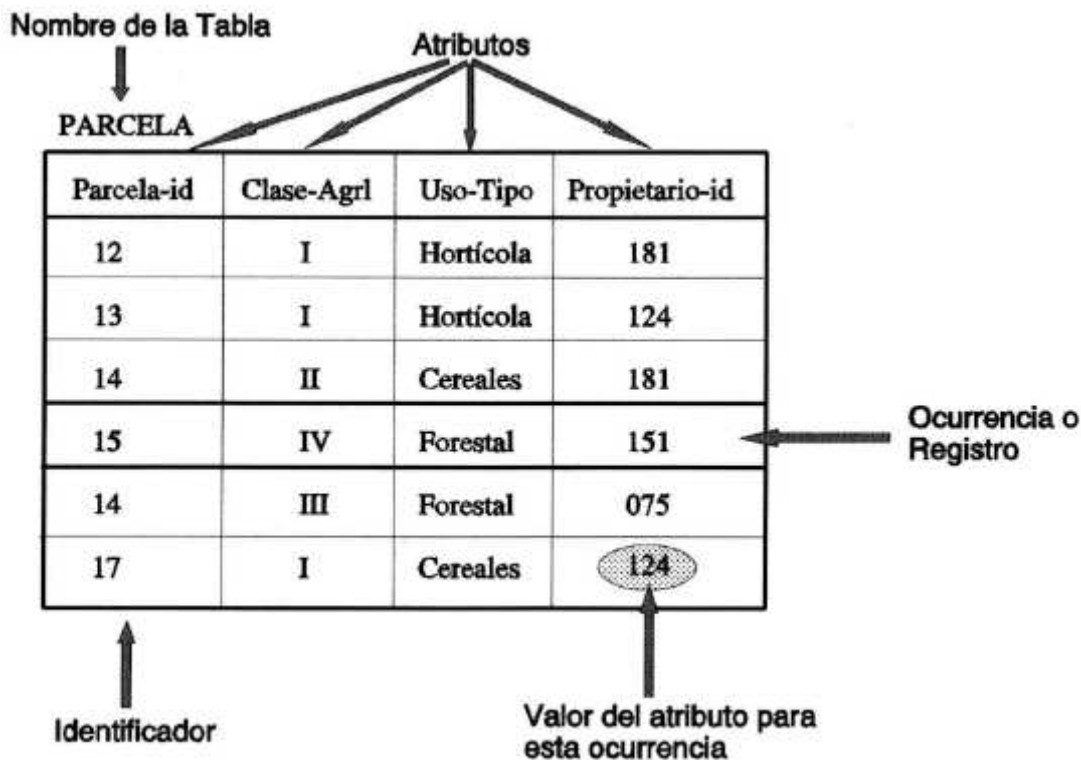 Nombre de la Tabla
Atributos
PARCELA
Parcela-id Clase-Agrl Uso-Tipo Propietario-id
12 I Hortícola 181
13 I Hortícola 124
14 II Cereales 181
15 IV Forestal 151
14 III Forestal 075
17 I Cereales 124
Ocurrencia o
Registro
Identificador
Valor del atributo para
esta ocurrencia